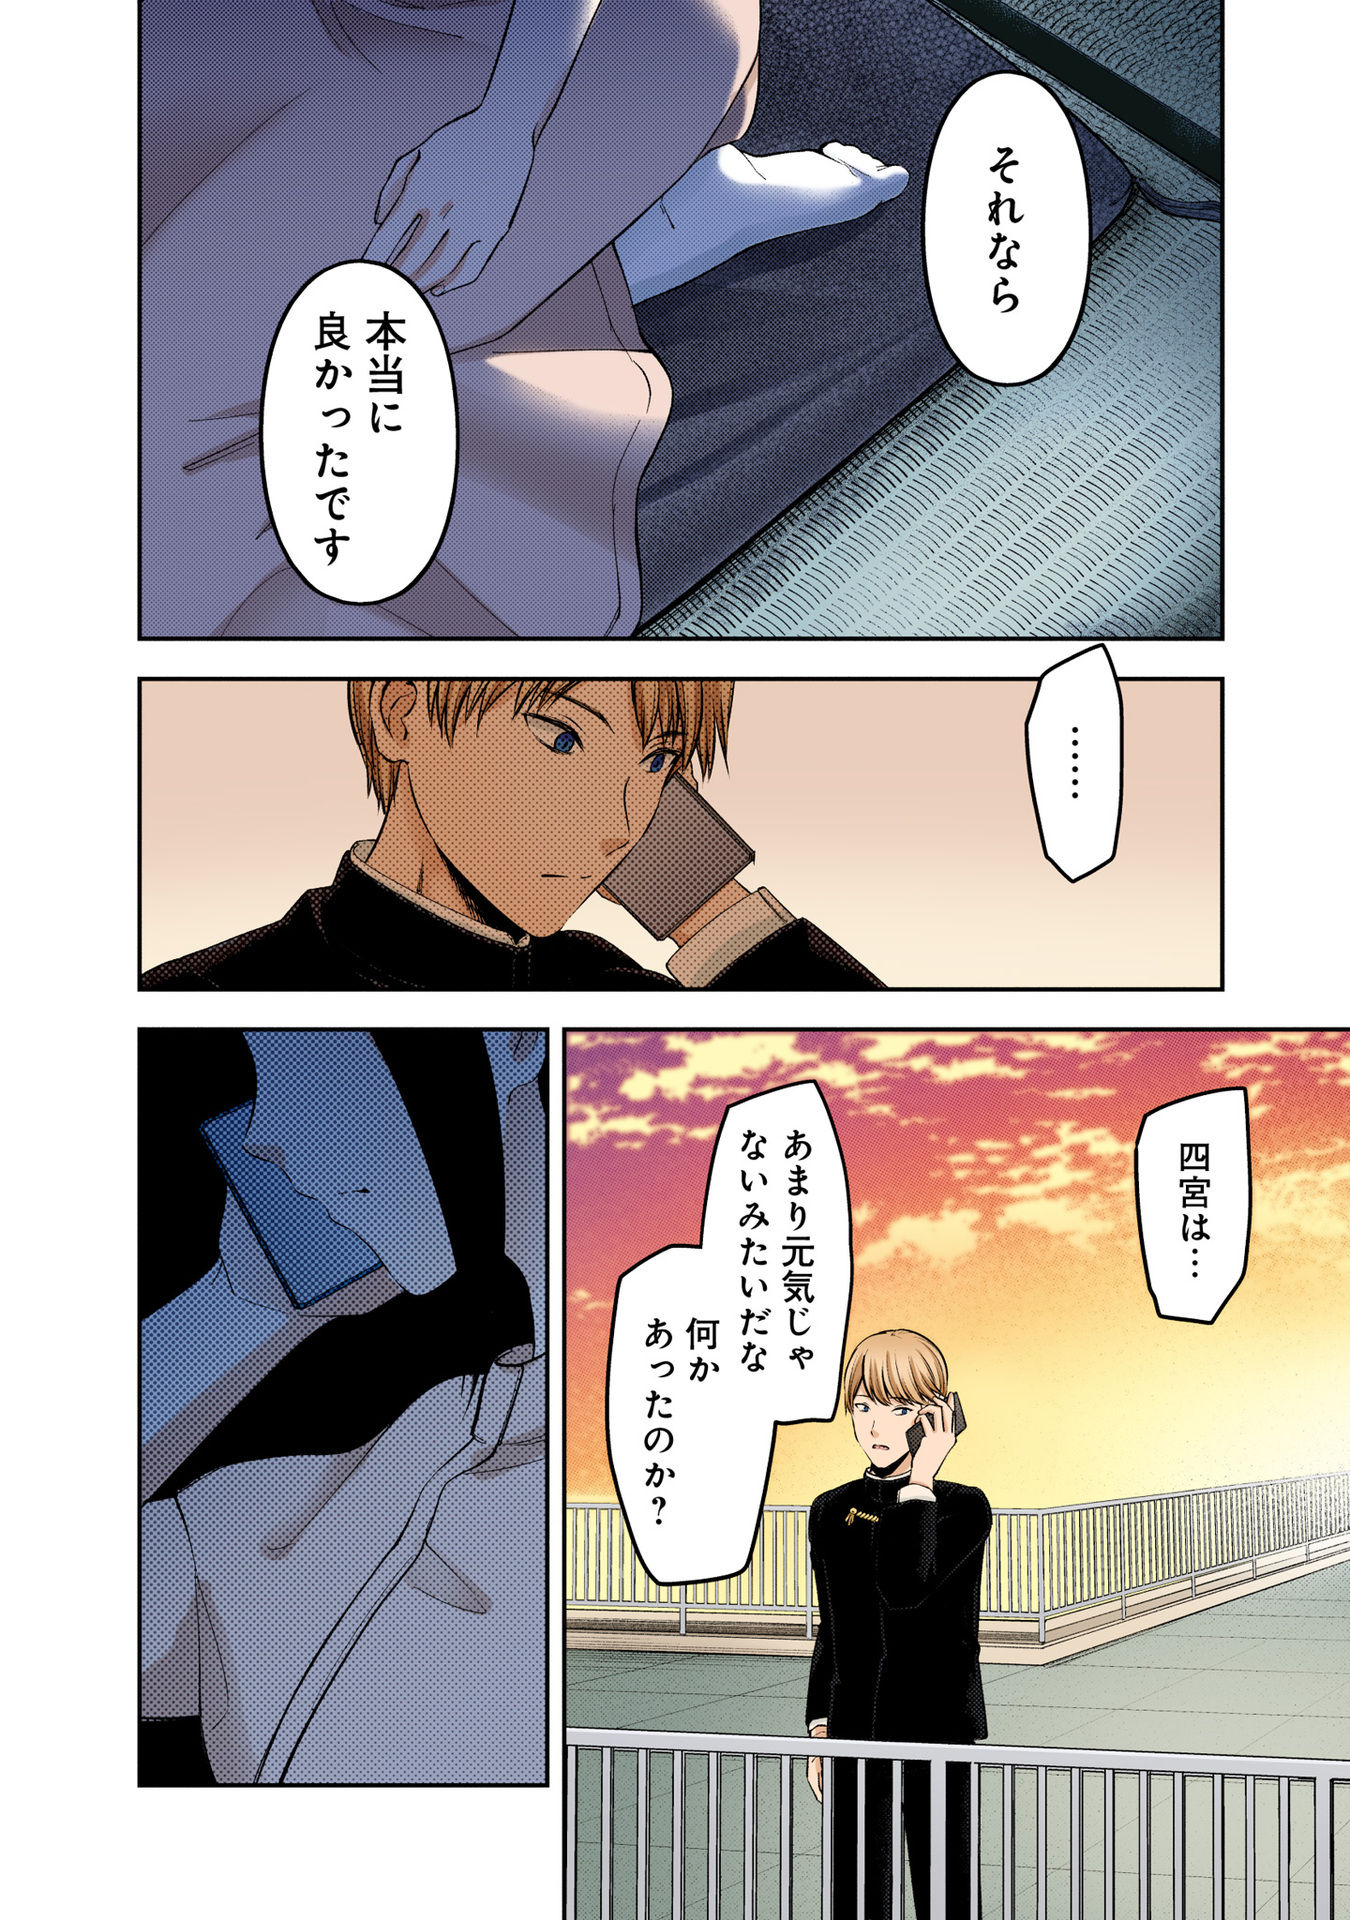 それなら
本当に
良かったです
……
四宮は…
あまり元気じゃ
ないみたいだな
何か
あったのか?